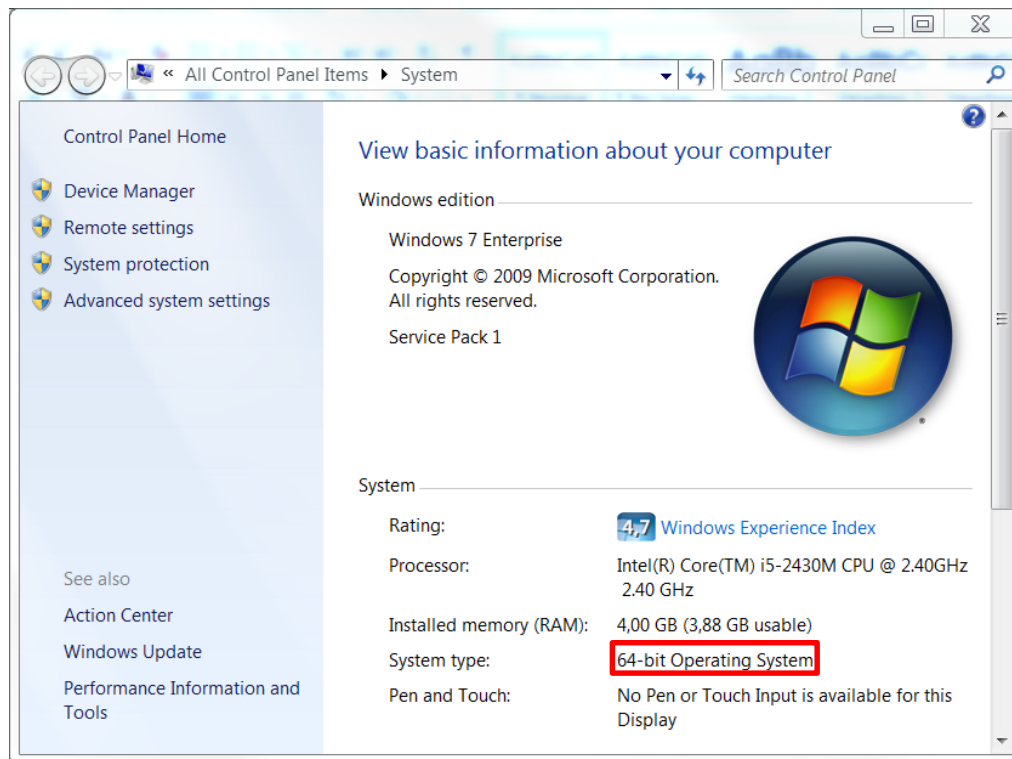 « All Control Panel Items ▸ System
Search Control Panel
Control Panel Home
Device Manager
Remote settings
System protection
Advanced system settings
See also
Action Center
Windows Update
Performance Information and
Tools
View basic information about your computer
Windows edition
Windows 7 Enterprise
Copyright © 2009 Microsoft Corporation.
All rights reserved.
Service Pack 1
System
Rating:
4,7 Windows Experience Index
Processor:
Intel(R) Core(TM) i5-2430M CPU @ 2.40GHz
2.40 GHz
Installed memory (RAM):
4,00 GB (3,88 GB usable)
System type:
64-bit Operating System
Pen and Touch:
No Pen or Touch Input is available for this
Display